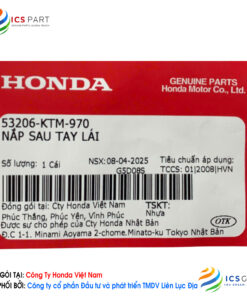 ICS PART
HONDA
GENUINE PARTS
Honda Motor Co., Ltd.
53206-KTM-970
NẮP SAU TAY LÁI
Số lượng: 1 Cái
NSX: 08-04-2025
Tiêu chuẩn áp dụng:
G5D08S
TCCS: 01|2008|HVN
Đóng gói tại: Cty Honda Việt Nam
TSKT:
Phúc Thắng, Phúc Yên, Vĩnh Phúc
Nhựa
Được sự cho phép của Cty Honda Nhật Bản
Đ.C 1-1. Minami Aoyama 2-chome.Minato-ku Tokyo Nhật Bản
OTK
GÓI TẠI: Công Ty Honda Việt Nam
PHỐI BỞI: Công ty cổ phần Đầu tư và phát triển TMDV Liên Lục Địa